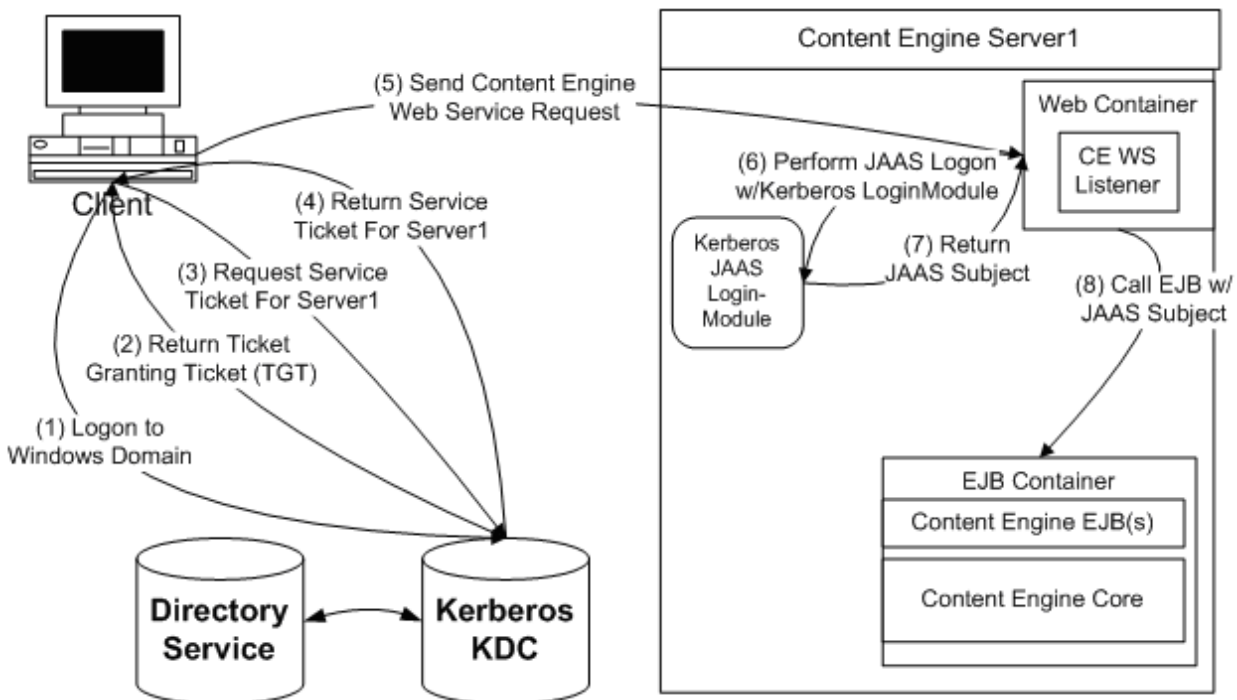 Content Engine Server1
(5) Send Content Engine
Web Service Request
Web Container
CE WS
Listener
(6) Perform JAAS Logon
w/Kerberos LoginModule
Client
(4) Return Service
Ticket For Server1
Kerberos
JAAS
Login-
Module
(7) Return
JAAS Subject
(3) Request Service
Ticket For Server1
(8) Call EJB w/
JAAS Subject
(2) Return Ticket
Granting Ticket (TGT)
(1) Logon to
Windows Domain
EJB Container
Content Engine EJB(s)
Content Engine Core
Directory
Service
Kerberos
KDC